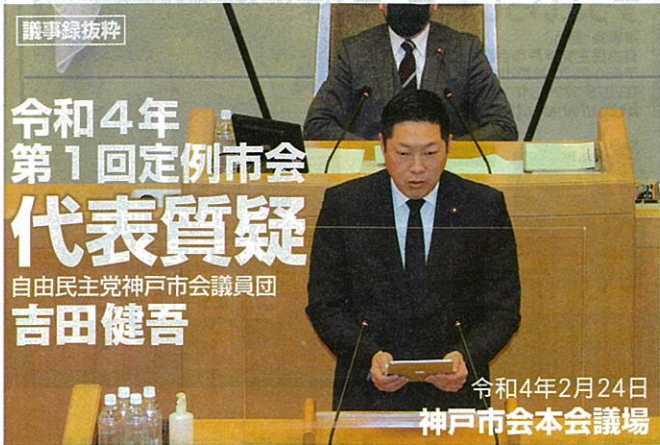 議事録抜粋
令和４年
第１回定例市会
代表質疑
自由民主党神戸市会議員団
吉田健吾
令和4年2月24日
神戸市会本会議場